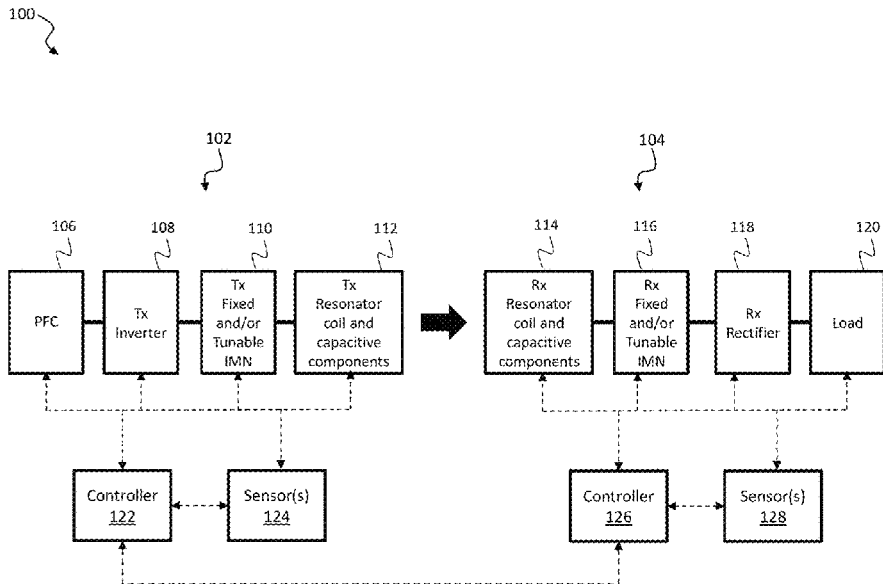 100
102
104
106
108
110
112
114
116
118
120
PFC
Tx
Inverter
Tx
Fixed
and/or
Tunable IMN
Tx
Resonator
coil and
capacitive
components
Rx
Resonator
coil and
capacitive
components
Rx
Fixed
and/or
Tunable IMN
Rx
Rectifier
Load
Controller
122
Sensor(s)
124
Controller
126
Sensor(s)
128